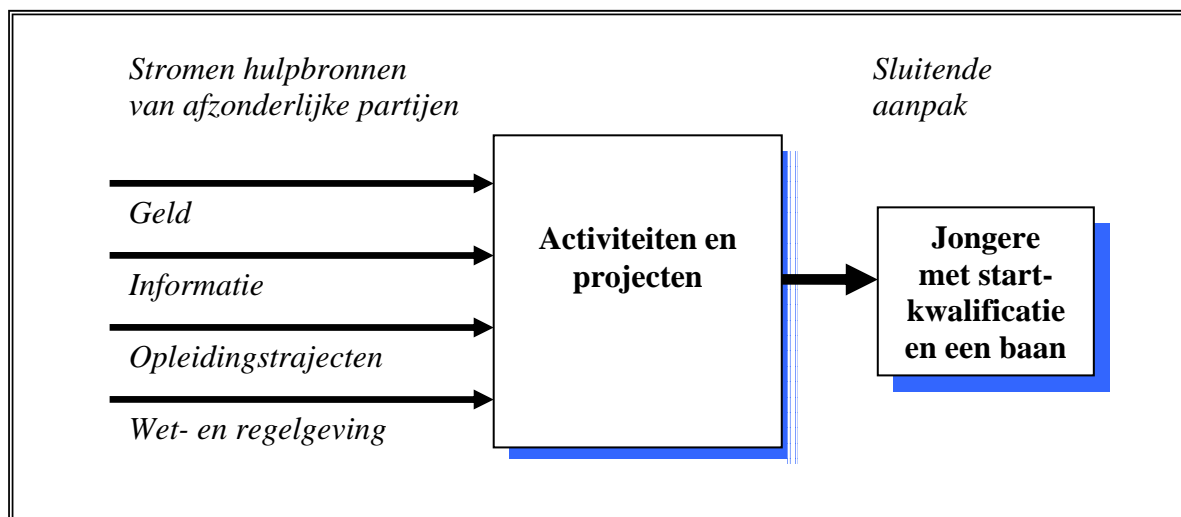 Stromen hulpbronnen
van afzonderlijke partijen
Sluitende
aanpak
Geld
Informatie
Opleidingstrajecten
Wet- en regelgeving
Activiteiten en
projecten
Jongere
met start-
kwalificatie
en een baan